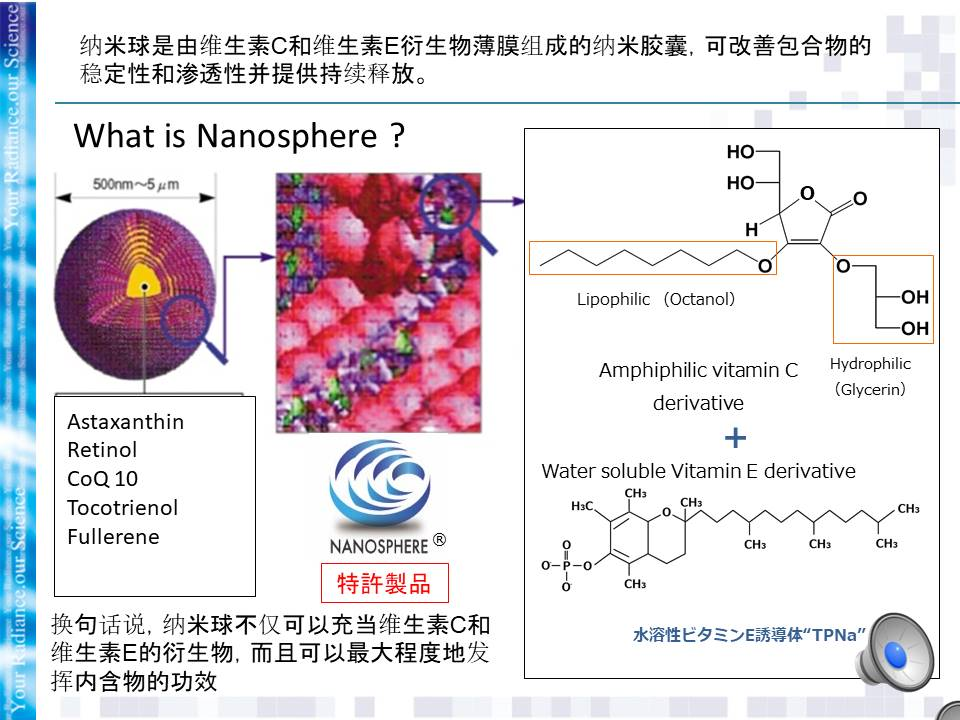 纳米球是由维生素C和维生素E衍生物薄膜组成的纳米胶囊，可改善包合物的
稳定性和渗透性并提供持续释放。
What is Nanosphere ?
500nm～5μm
Astaxanthin
Retinol
CoQ 10
Tocotrienol
Fullerene
NANOSPHERE ®
特許製品
换句话说，纳米球不仅可以充当维生素C和
维生素E的衍生物，而且可以最大程度地发
挥内含物的功效
HO
HO
O
O
H
O
O
OH
OH
Lipophilic （Octanol）
Hydrophilic
（Glycerin）
Amphiphilic vitamin C
derivative
+
Water soluble Vitamin E derivative
CH3
H3C
O
CH3
CH3
CH3
CH3
CH3
O
O-P-O
O
CH3
水溶性ビタミンE誘導体“TPNa”
Your Radiance.our Science
Your Radiance.our Science